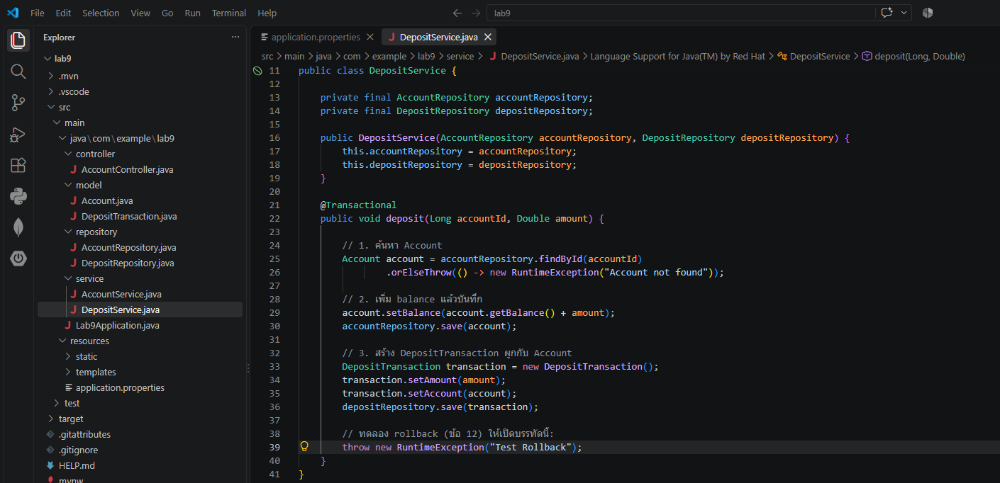 File Edit Selection View Go Run Terminal Help
lab9
Explorer
lab9
.mvn
.vscode
src
main
java\com\example\lab9
controller
AccountController.java
model
Account.java
DepositTransaction.java
repository
AccountRepository.java
DepositRepository.java
service
AccountService.java
DepositService.java
Lab9Application.java
resources
static
templates
application.properties
test
target
.gitattributes
.gitignore
HELP.md
mvnw
application.properties
DepositService.java
src > main > java > com > example > lab9 > service > DepositService.java > Language Support for Java(TM) by Red Hat > DepositService > deposit(Long, Double)
11 public class DepositService {
12
13 private final AccountRepository accountRepository;
14 private final DepositRepository depositRepository;
15
16 public DepositService(AccountRepository accountRepository, DepositRepository depositRepository) {
17 this.accountRepository = accountRepository;
18 this.depositRepository = depositRepository;
19 }
20
21 @Transactional
22 public void deposit(Long accountId, Double amount) {
23
24 // 1. ค้นหา Account
25 Account account = accountRepository.findById(accountId)
26 .orElseThrow(() -> new RuntimeException("Account not found"));
27
28 // 2. เพิ่ม balance แล้วบันทึก
29 account.setBalance(account.getBalance() + amount);
30 accountRepository.save(account);
31
32 // 3. สร้าง DepositTransaction ผูกกับ Account
33 DepositTransaction transaction = new DepositTransaction();
34 transaction.setAmount(amount);
35 transaction.setAccount(account);
36 depositRepository.save(transaction);
37
38 // ทดลอง rollback (ข้อ 12) ให้เปิดบรรทัดนี้:
39 throw new RuntimeException("Test Rollback");
40 }
41 }